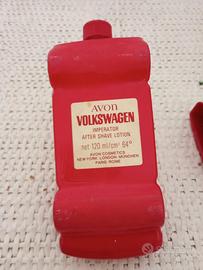 AVON
VOLKSWAGEN
IMPERATOR
AFTER SHAVE LOTION
net 120 ml/cm³ 64°
AVON COSMETICS
NEW YORK·LONDON·MÜNCHEN
PARIS·ROME
subito